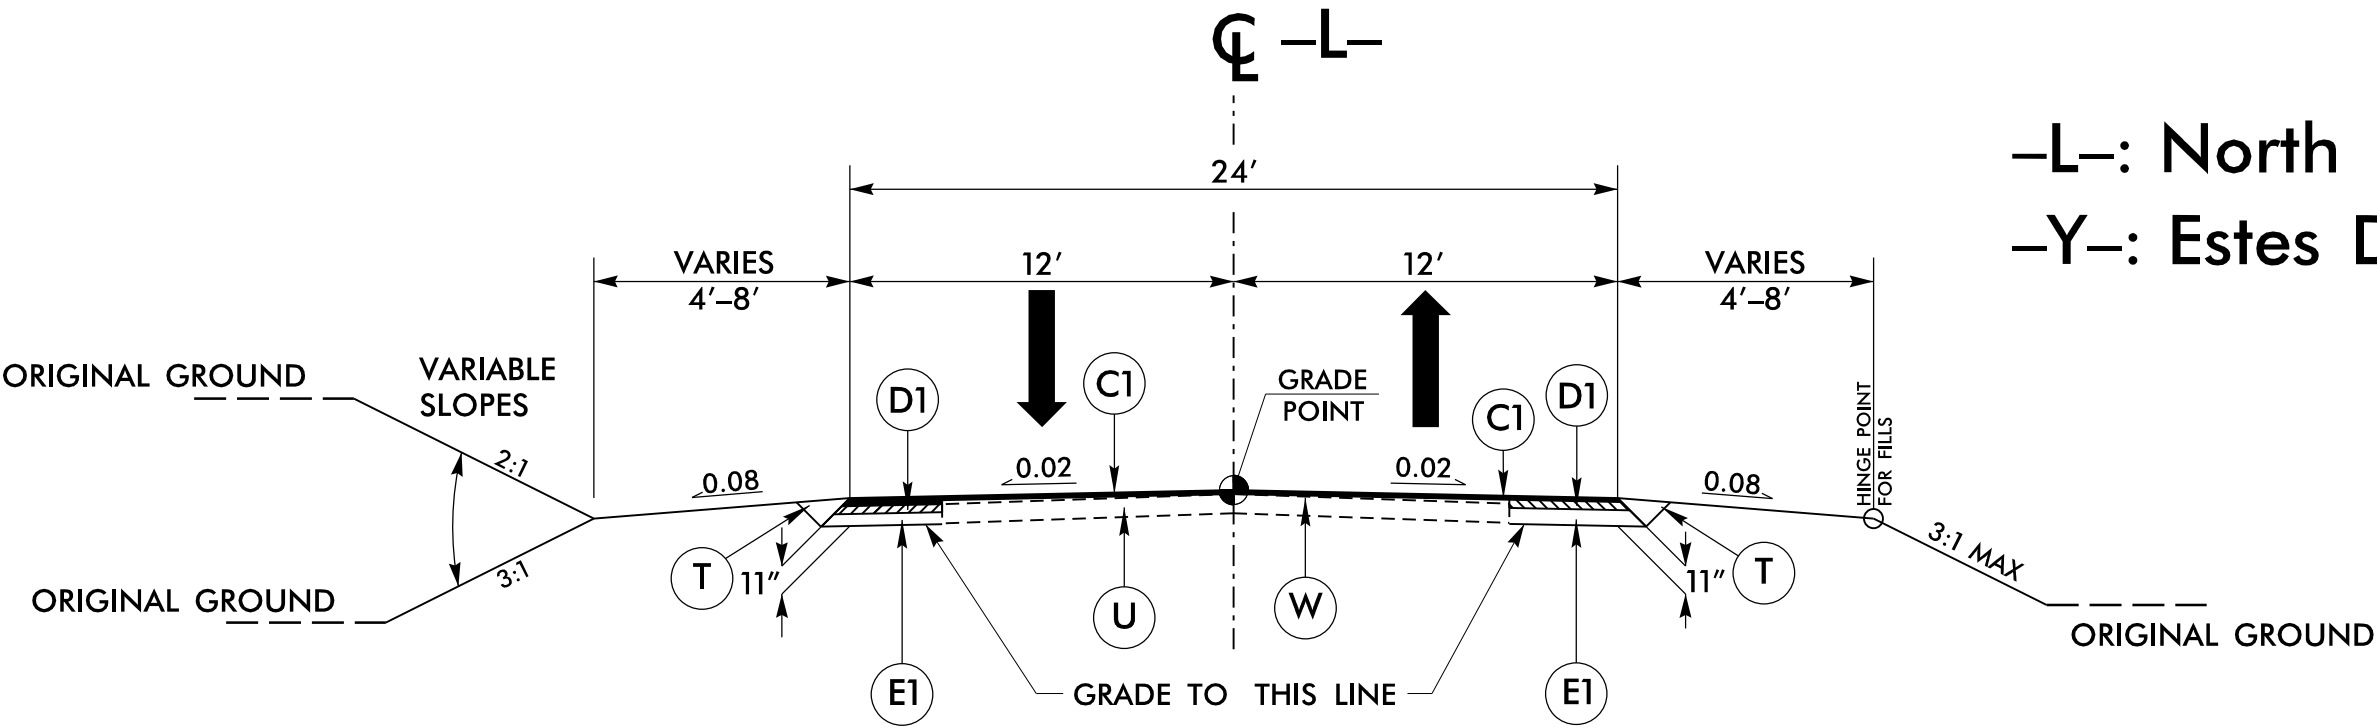 ℄ –L–
–L–: North
–Y–: Estes
24'
VARIES
4'–8'
12'
12'
VARIES
4'–8'
ORIGINAL GROUND
VARIABLE
SLOPES
D1
C1
GRADE
POINT
C1
D1
HINGE POINT
FOR FILLS
2:1
0.08
0.02
0.02
0.08
3:1
3:1 MAX
T
11"
U
W
11"
T
ORIGINAL GROUND
ORIGINAL GROUND
E1
GRADE TO THIS LINE
E1